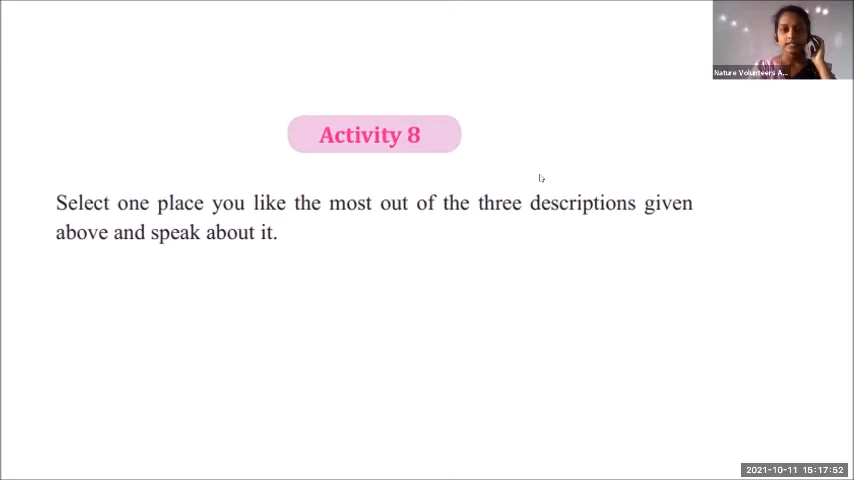 Nature Volunteers A...
Activity 8
Select one place you like the most out of the three descriptions given
above and speak about it.
2021-10-11 15:17:52